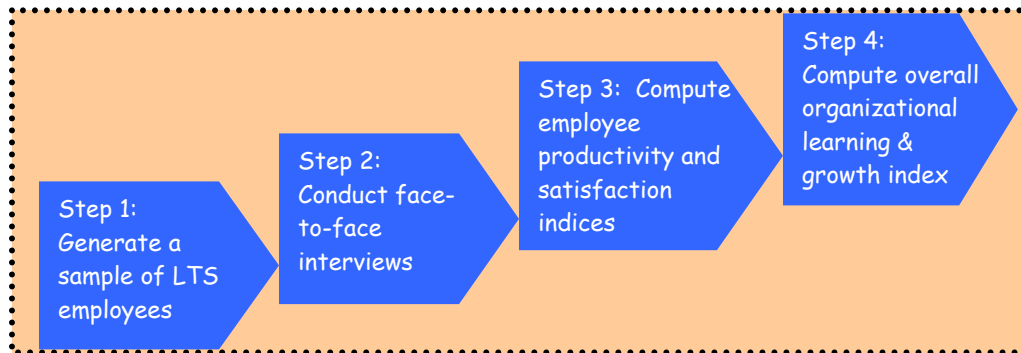 Step 1:
Generate a
sample of LTS
employees
Step 2:
Conduct face-
to-face
interviews
Step 3:  Compute
employee
productivity and
satisfaction
indices
Step 4:
Compute overall
organizational
learning &
growth index